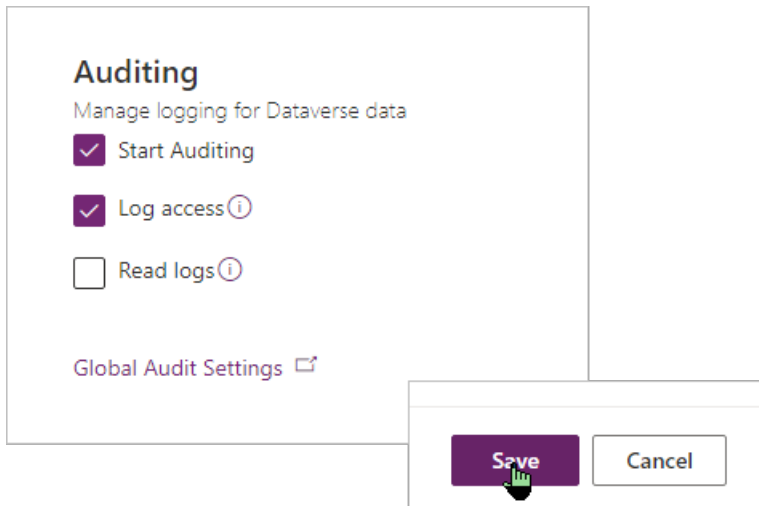 Auditing
Manage logging for Dataverse data
Start Auditing
Log access
Read logs
Global Audit Settings
Save
Cancel